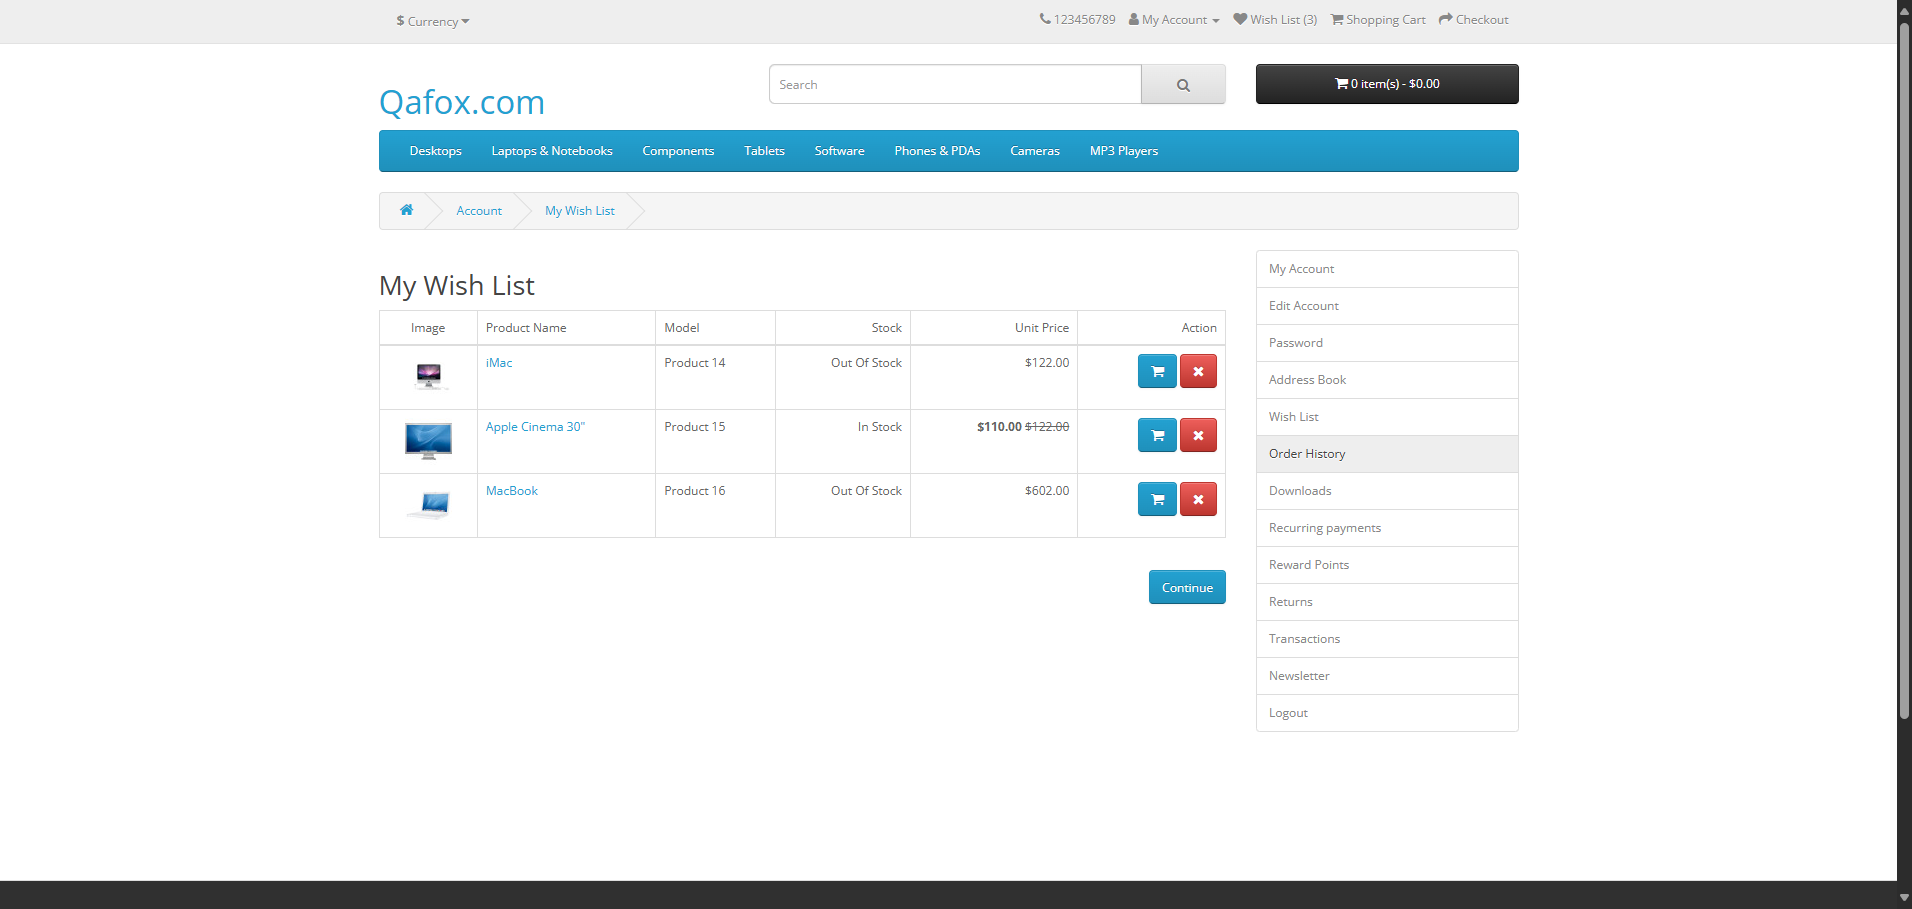 $ Currency
123456789 My Account Wish List (3) Shopping Cart Checkout
Qafox.com
Search
0 item(s) - $0.00
Desktops Laptops & Notebooks Components Tablets Software Phones & PDAs Cameras MP3 Players
Account My Wish List
My Wish List
Image Product Name Model Stock Unit Price Action
iMac Product 14 Out Of Stock $122.00
Apple Cinema 30" Product 15 In Stock $110.00 $122.00
MacBook Product 16 Out Of Stock $602.00
Continue
My Account
Edit Account
Password
Address Book
Wish List
Order History
Downloads
Recurring payments
Reward Points
Returns
Transactions
Newsletter
Logout